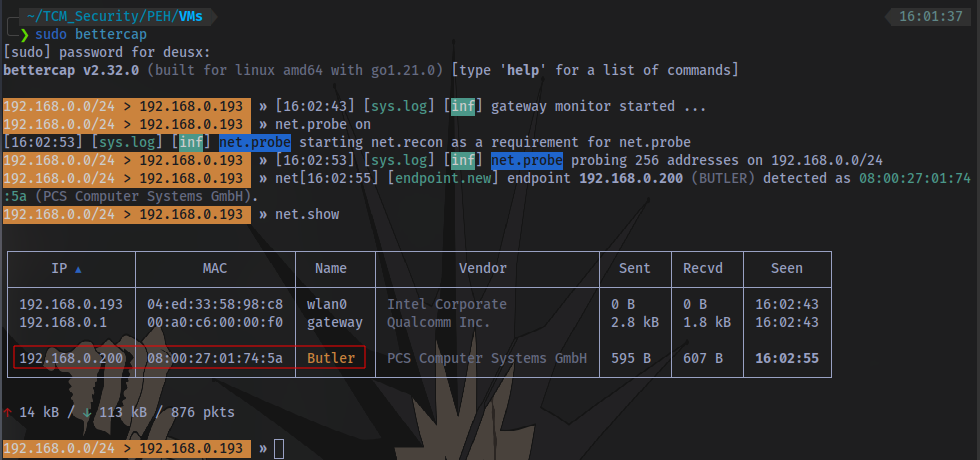 ~/TCM_Security/PEH/VMs 16:01:37
❯ sudo bettercap
[sudo] password for deusx:
bettercap v2.32.0 (built for linux amd64 with go1.21.0) [type 'help' for a list of commands]
192.168.0.0/24 > 192.168.0.193 » [16:02:43] [sys.log] [inf] gateway monitor started ...
192.168.0.0/24 > 192.168.0.193 » net.probe on
[16:02:53] [sys.log] [inf] net.probe starting net.recon as a requirement for net.probe
192.168.0.0/24 > 192.168.0.193 » [16:02:53] [sys.log] [inf] net.probe probing 256 addresses on 192.168.0.0/24
192.168.0.0/24 > 192.168.0.193 » net[16:02:55] [endpoint.new] endpoint 192.168.0.200 (BUTLER) detected as 08:00:27:01:74
:5a (PCS Computer Systems GmbH).
192.168.0.0/24 > 192.168.0.193 » net.show
IP ▲ MAC Name Vendor Sent Recvd Seen
192.168.0.193 04:ed:33:58:98:c8 wlan0 Intel Corporate 0 B 0 B 16:02:43
192.168.0.1 00:a0:c6:00:00:f0 gateway Qualcomm Inc. 2.8 kB 1.8 kB 16:02:43
192.168.0.200 08:00:27:01:74:5a Butler PCS Computer Systems GmbH 595 B 607 B 16:02:55
↑ 14 kB / ↓ 113 kB / 876 pkts
192.168.0.0/24 > 192.168.0.193 »